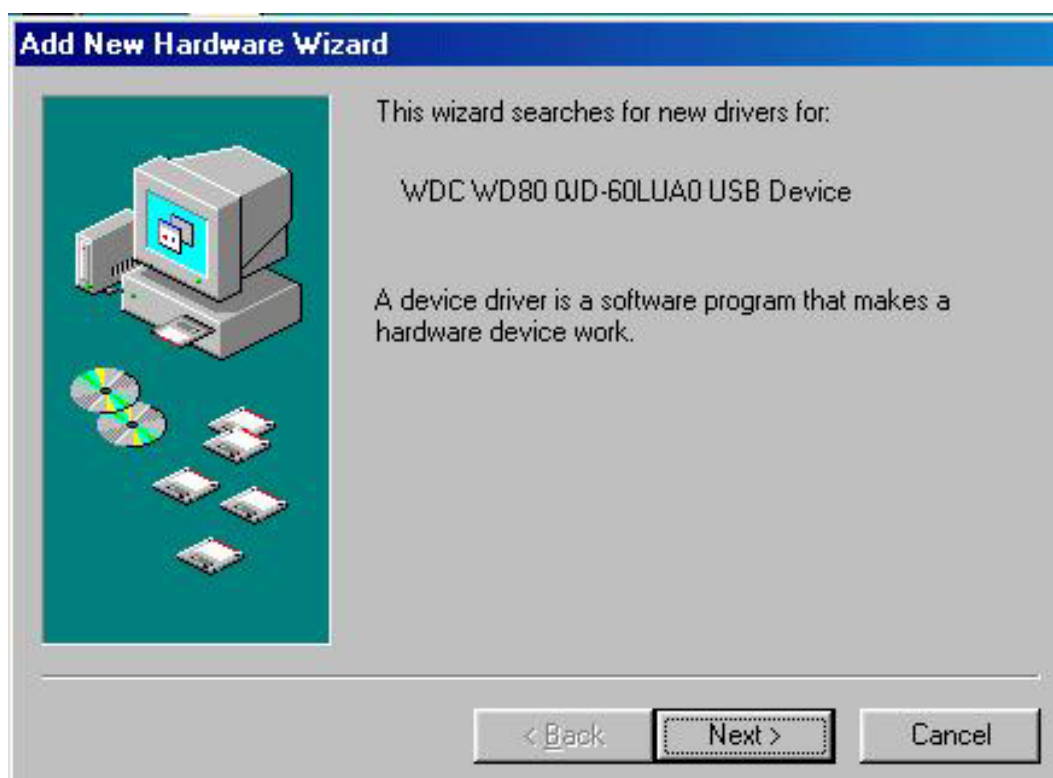 Add New Hardware Wizard
This wizard searches for new drivers for:
WDC WD80 0JD-60LUA0 USB Device
A device driver is a software program that makes a
hardware device work.
< Back
Next >
Cancel